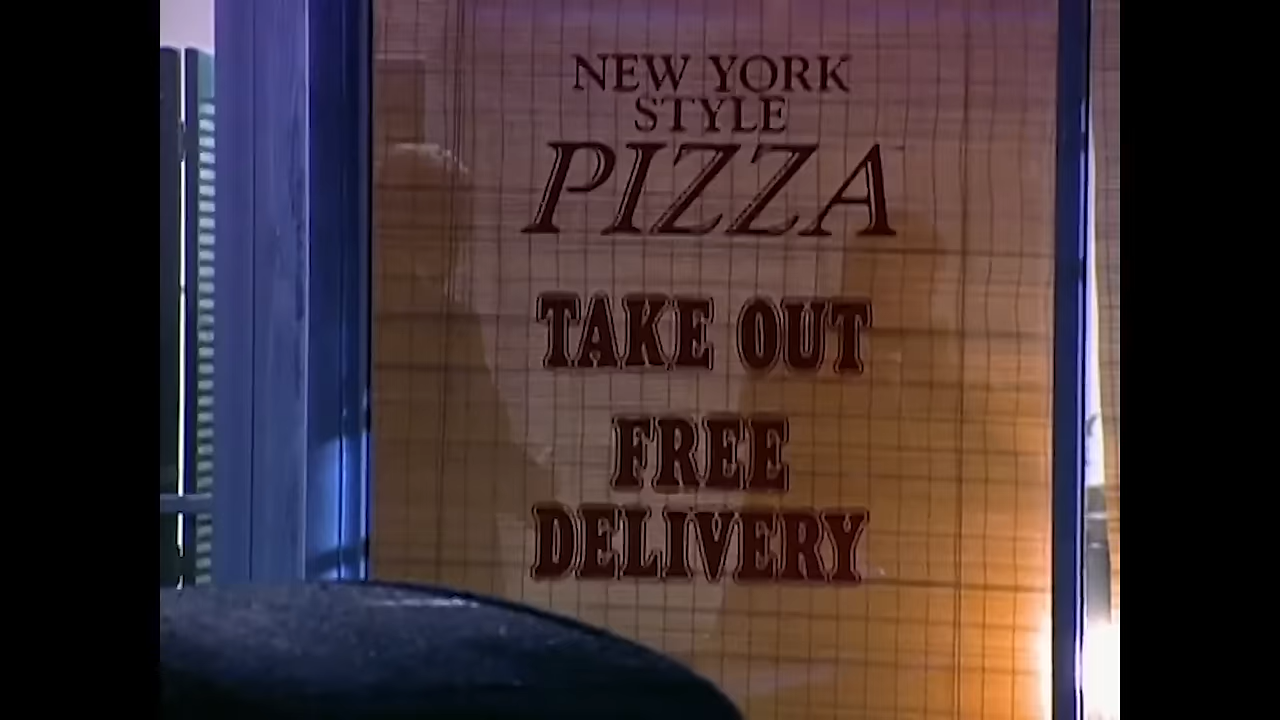 NEW YORK
STYLE
PIZZA
TAKE OUT
FREE
DELIVERY